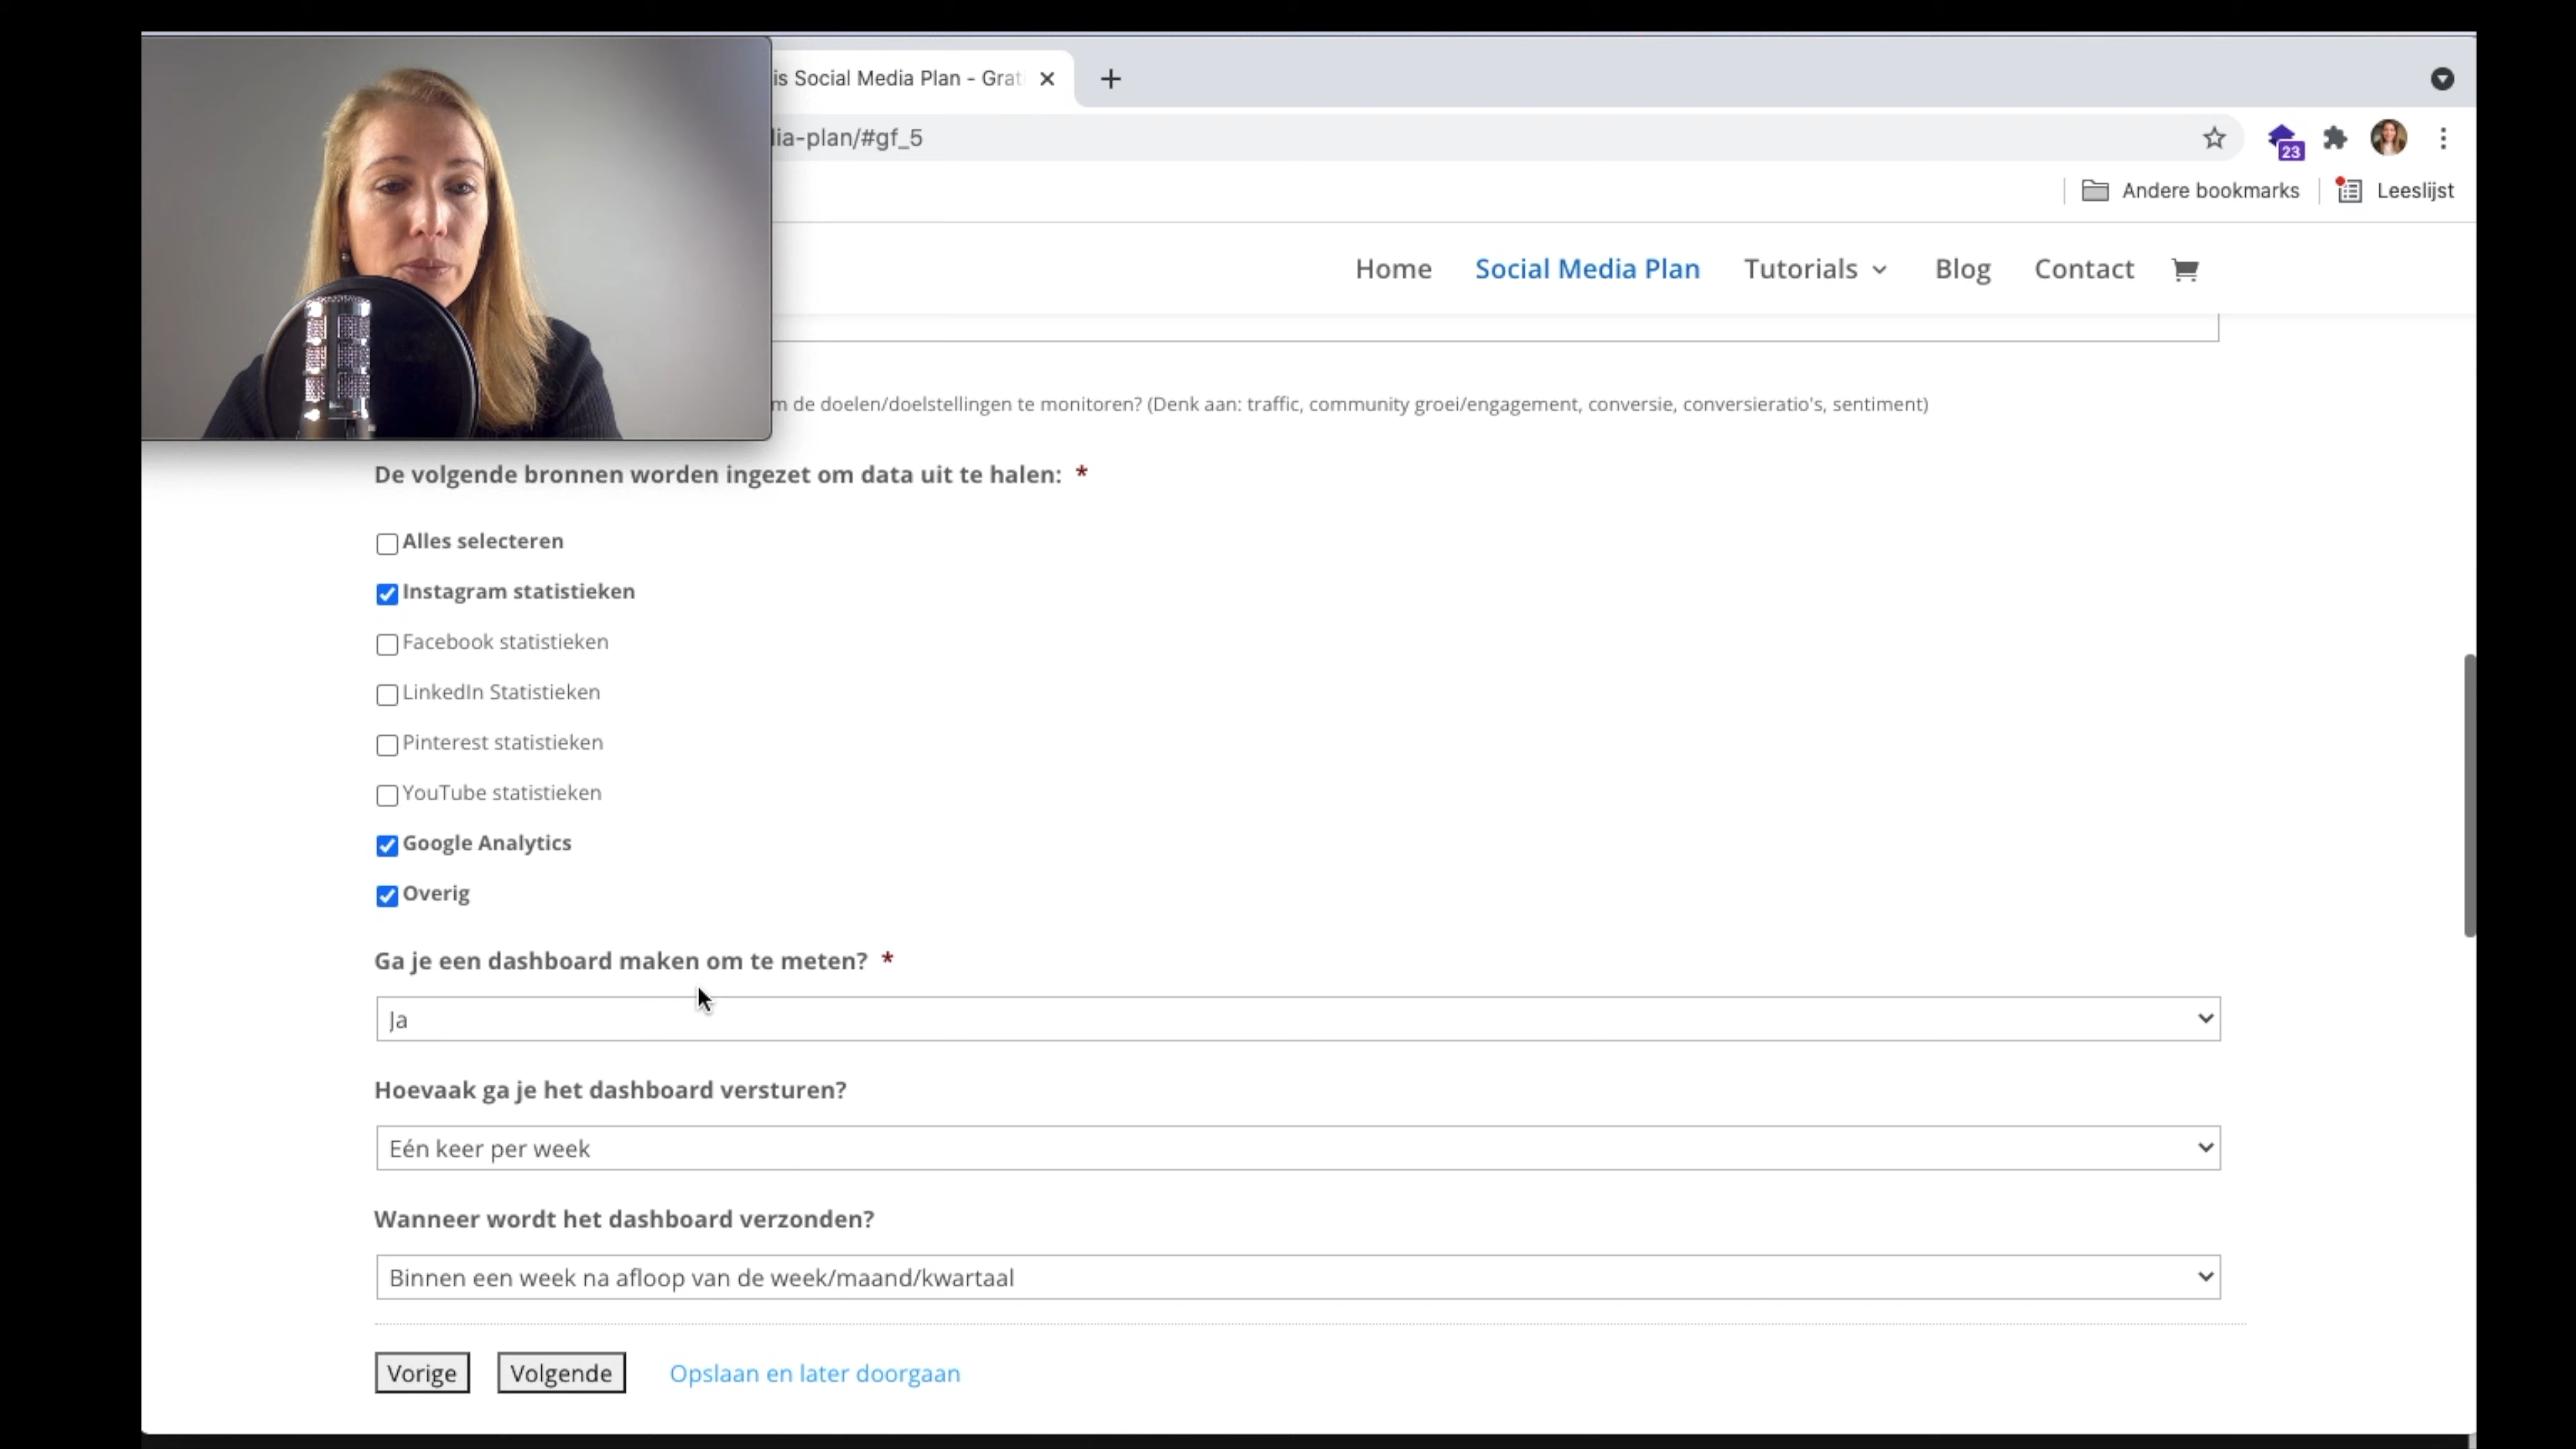 is Social Media Plan - Grat
lia-plan/#gf_5
23
Andere bookmarks
Leeslijst
Home
Social Media Plan
Tutorials
Blog
Contact
m de doelen/doelstellingen te monitoren? (Denk aan: traffic, community groei/engagement, conversie, conversieratio's, sentiment)
De volgende bronnen worden ingezet om data uit te halen: *
Alles selecteren
Instagram statistieken
Facebook statistieken
LinkedIn Statistieken
Pinterest statistieken
YouTube statistieken
Google Analytics
Overig
Ga je een dashboard maken om te meten? *
Ja
Hoevaak ga je het dashboard versturen?
Eén keer per week
Wanneer wordt het dashboard verzonden?
Binnen een week na afloop van de week/maand/kwartaal
Vorige
Volgende
Opslaan en later doorgaan